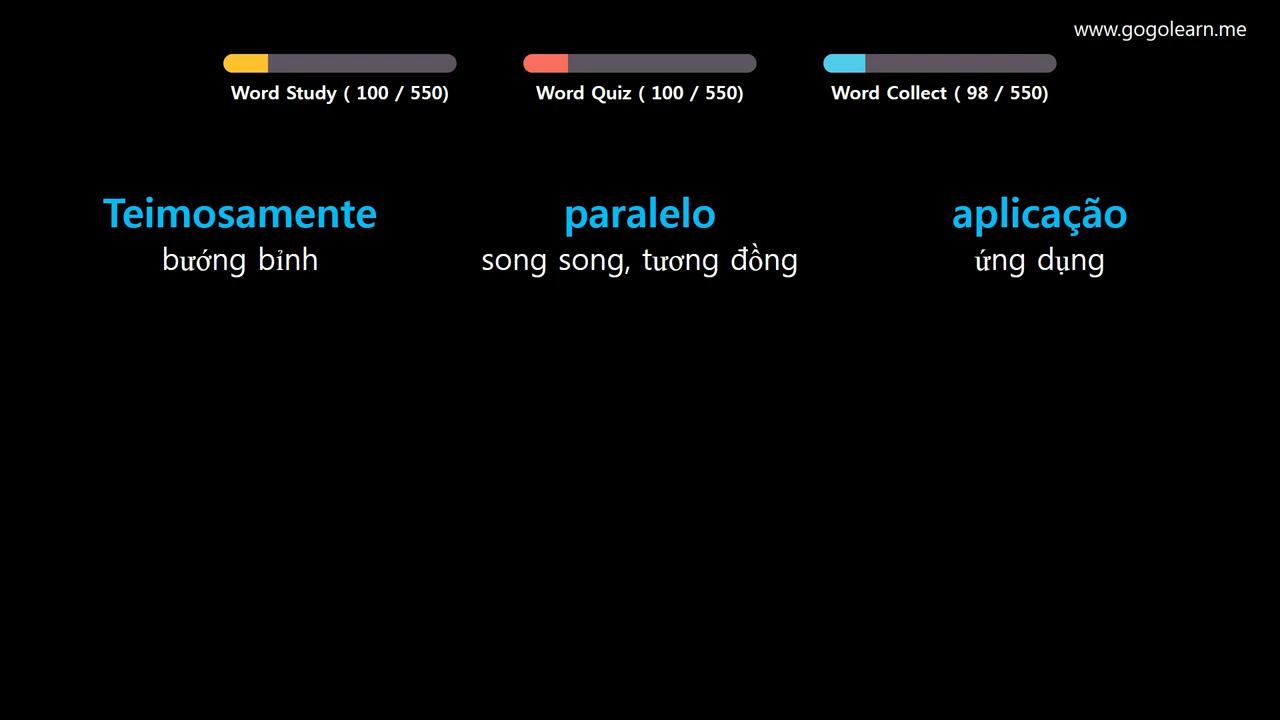 www.gogolearn.me
Word Study ( 100 / 550)
Word Quiz ( 100 / 550)
Word Collect ( 98 / 550)
Teimosamente
bướng bỉnh
paralelo
song song, tương đồng
aplicação
ứng dụng